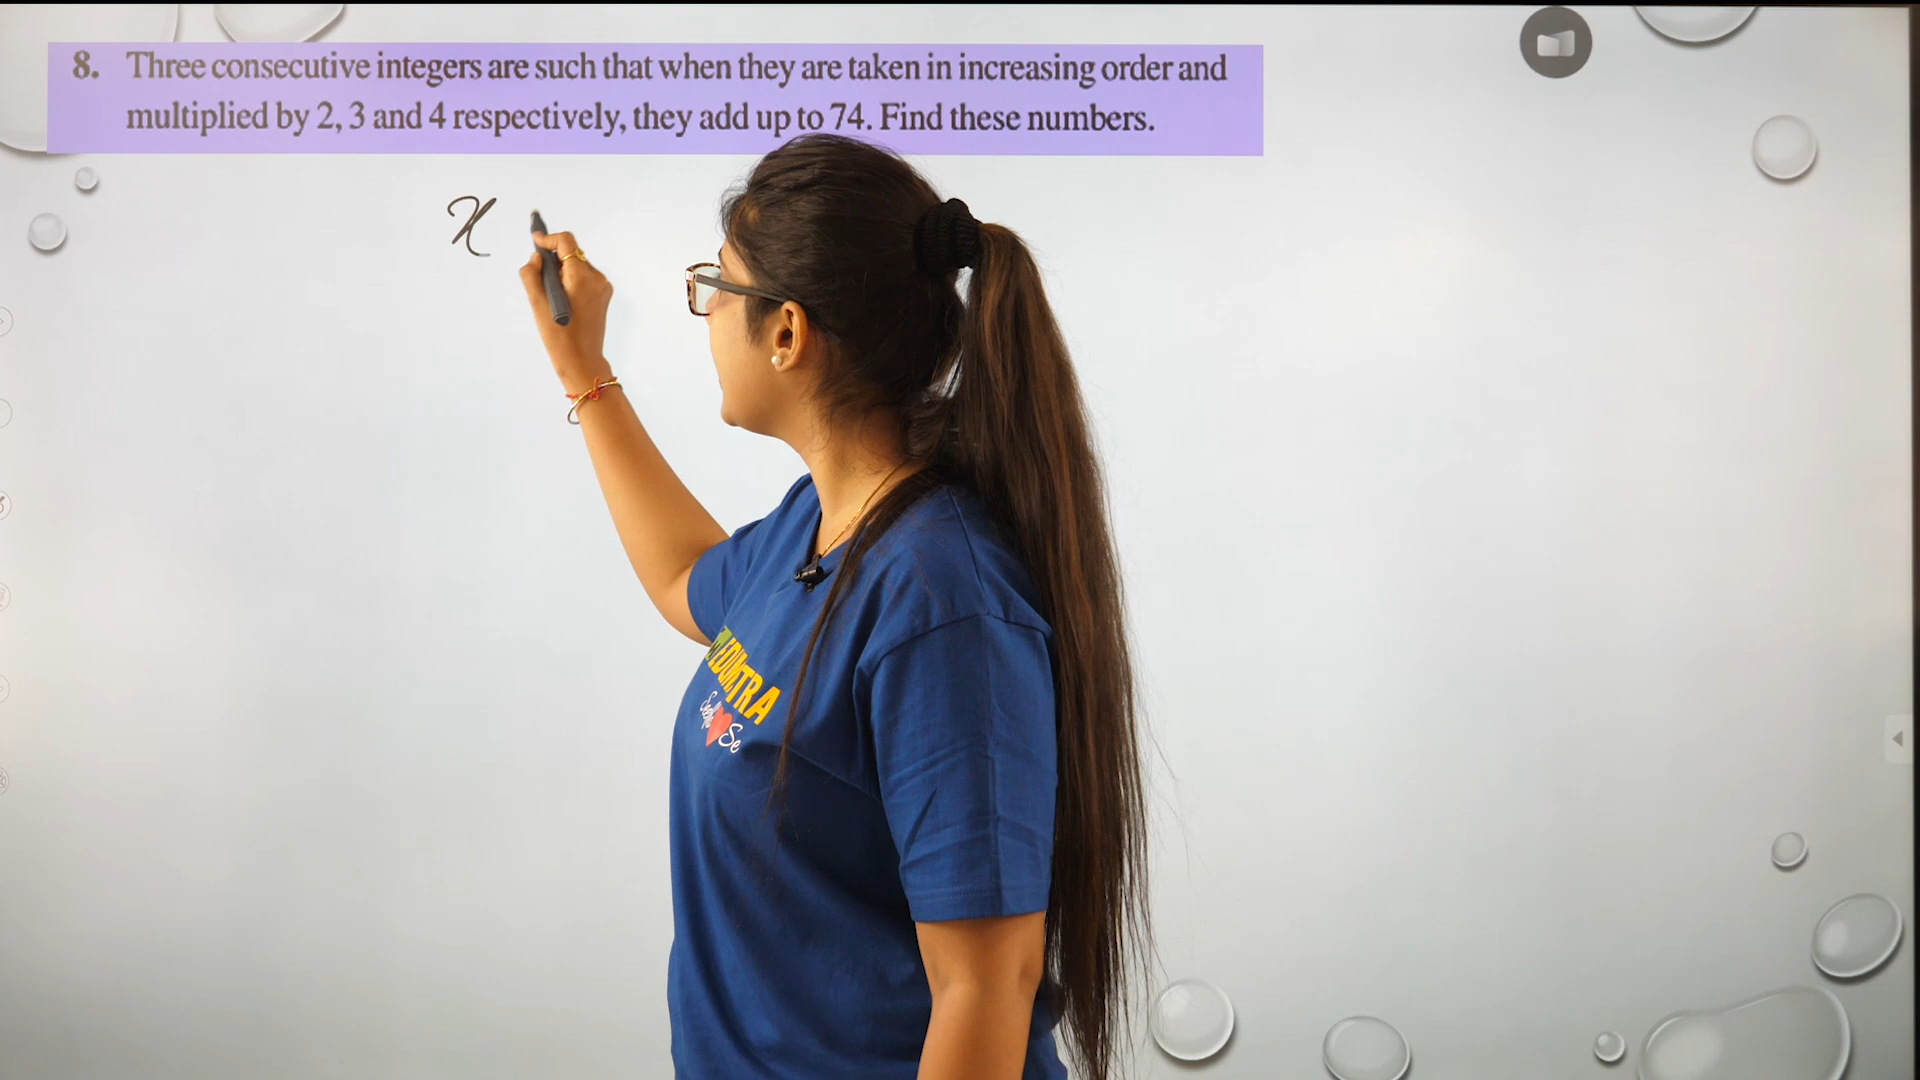 8. Three consecutive integers are such that when they are taken in increasing order and
multiplied by 2, 3 and 4 respectively, they add up to 74. Find these numbers.
x
Se